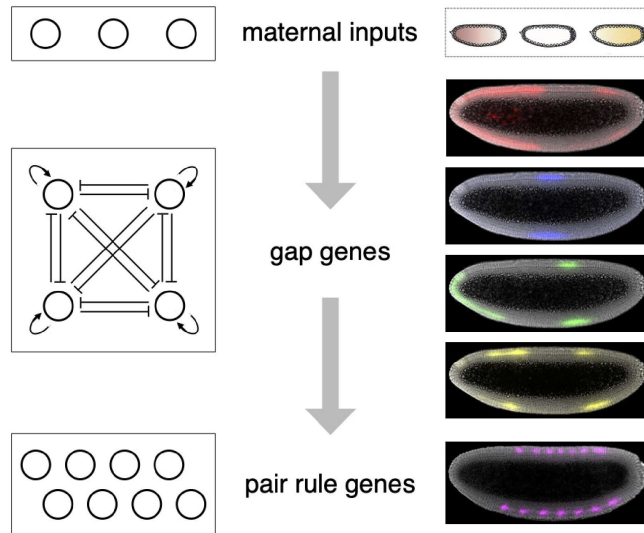 maternal inputs
gap genes
pair rule genes